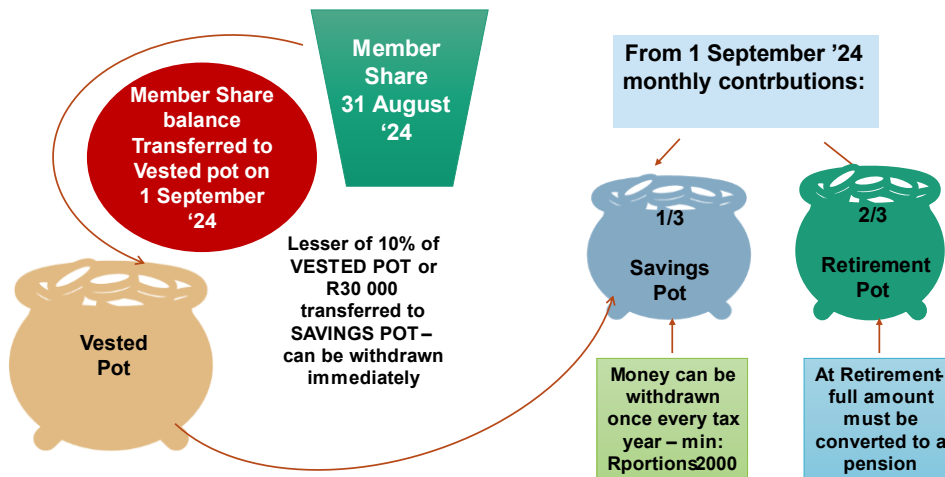 Member
Share
31 August
‘24
Member Share
balance
Transferred to
Vested pot on
1 September
‘24
Vested
Pot
Lesser of 10% of
VESTED POT or
R30 000
transferred to
SAVINGS POT –
can be withdrawn
immediately
From 1 September ’24
monthly contrbutions:
1/3
Savings
Pot
2/3
Retirement
Pot
Money can be
withdrawn
once every tax
year – min:
Rportions2000
At Retirement-
full amount
must be
converted to a
pension